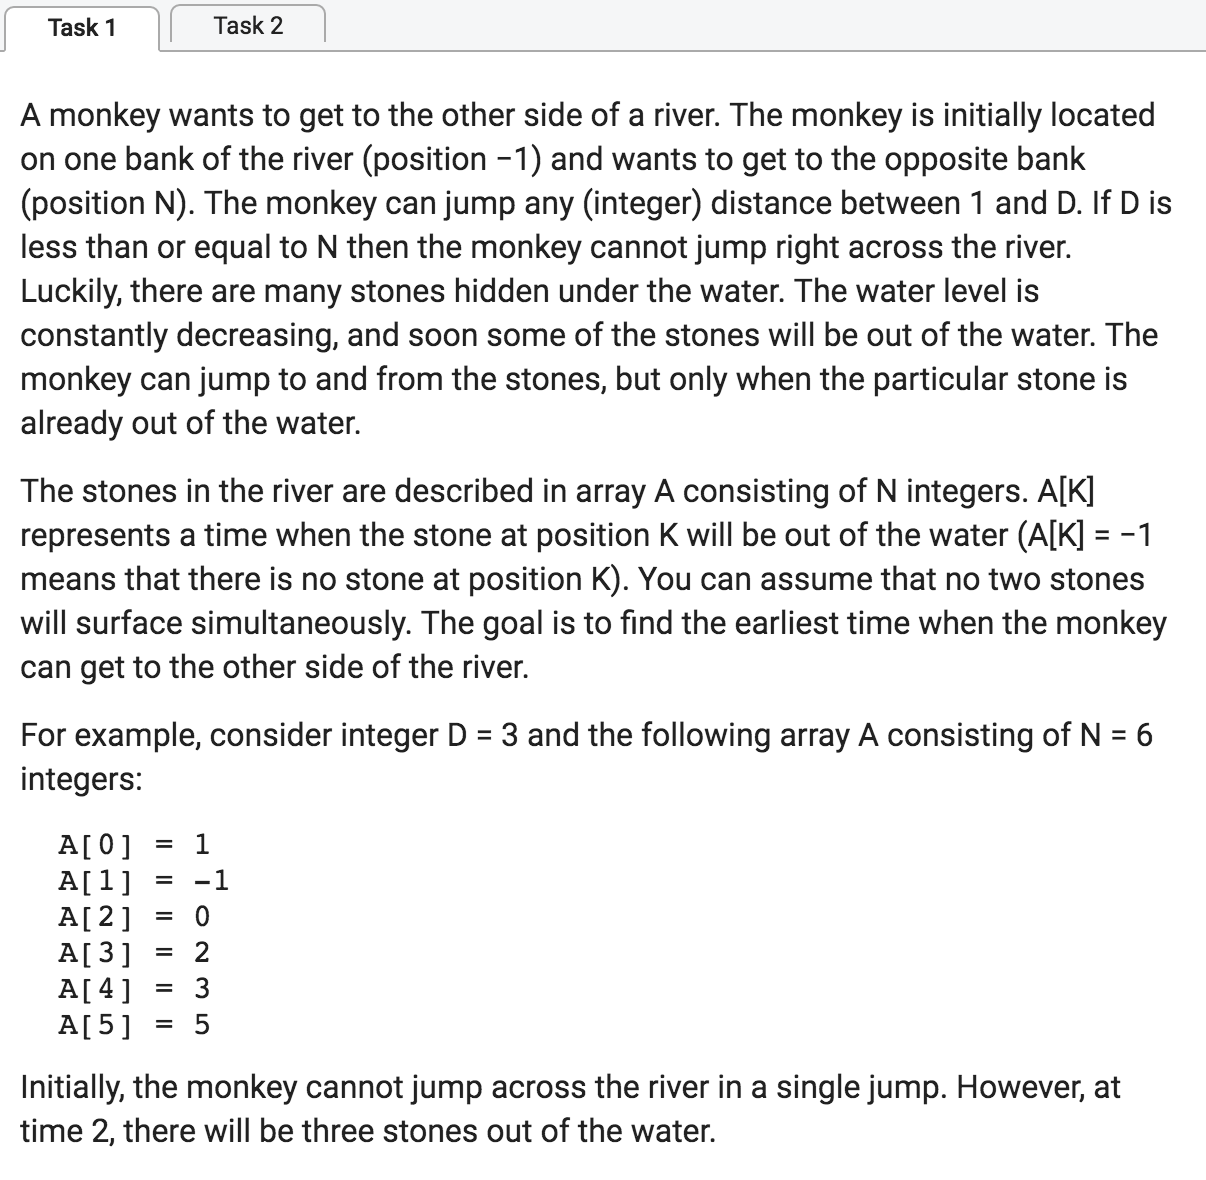 Task 1
Task 2
A monkey wants to get to the other side of a river. The monkey is initially located
on one bank of the river (position −1) and wants to get to the opposite bank
(position N). The monkey can jump any (integer) distance between 1 and D. If D is
less than or equal to N then the monkey cannot jump right across the river.
Luckily, there are many stones hidden under the water. The water level is
constantly decreasing, and soon some of the stones will be out of the water. The
monkey can jump to and from the stones, but only when the particular stone is
already out of the water.
The stones in the river are described in array A consisting of N integers. A[K]
represents a time when the stone at position K will be out of the water (A[K] = −1
means that there is no stone at position K). You can assume that no two stones
will surface simultaneously. The goal is to find the earliest time when the monkey
can get to the other side of the river.
For example, consider integer D = 3 and the following array A consisting of N = 6
integers:
A[0] = 1
A[1] = -1
A[2] = 0
A[3] = 2
A[4] = 3
A[5] = 5
Initially, the monkey cannot jump across the river in a single jump. However, at
time 2, there will be three stones out of the water.